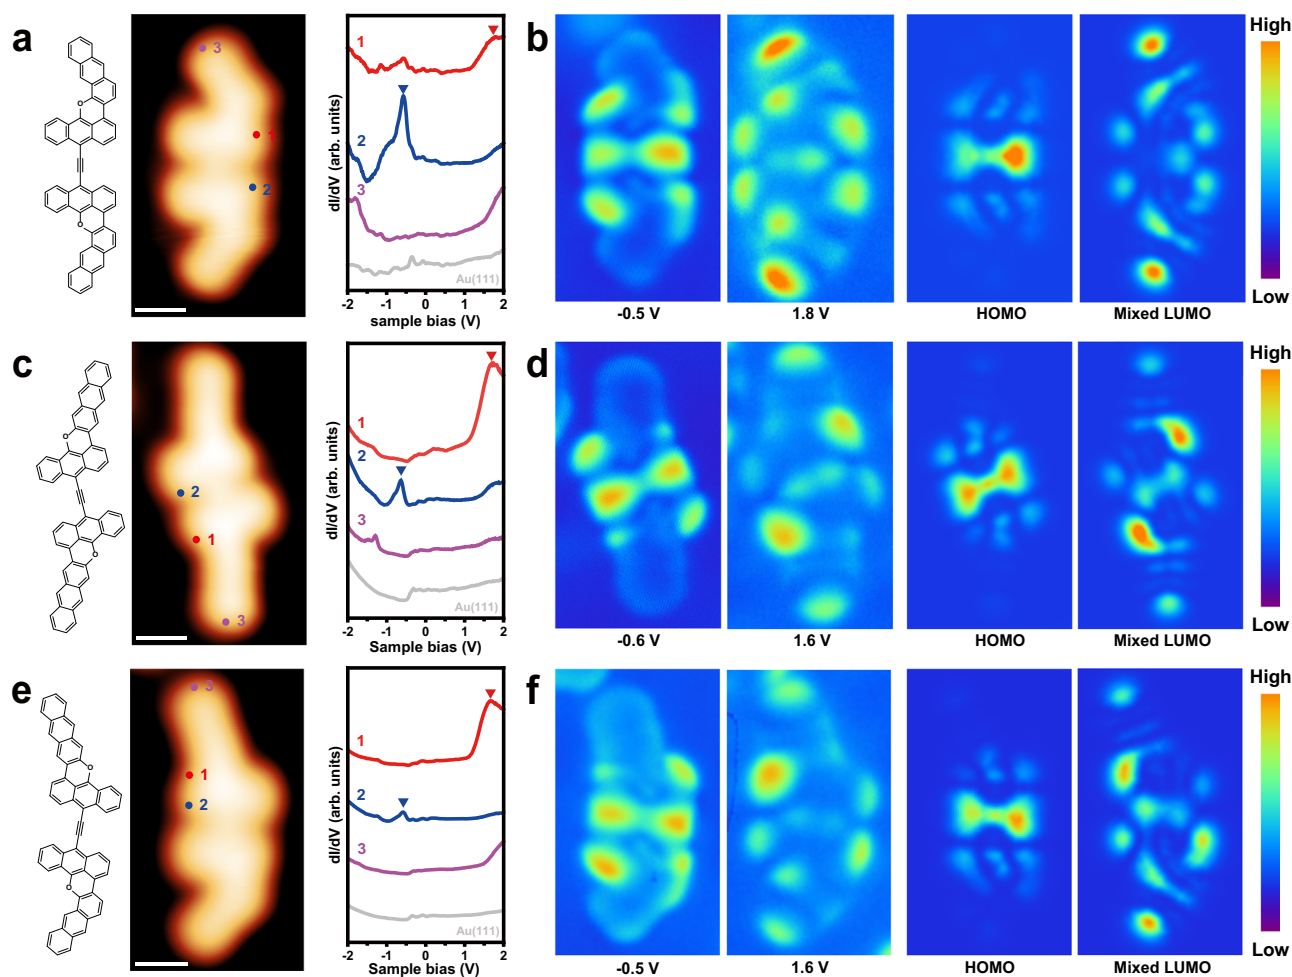 a
O
O
3
1
2
dI/dV (arb. units)
1
2
3
Au(111)
-2 -1 0 1 2
sample bias (V)
b
-0.5 V
1.8 V
HOMO
Mixed LUMO
High
Low
c
O
O
2
1
3
dI/dV (arb. units)
1
2
3
Au(111)
-2 -1 0 1 2
Sample bias (V)
d
-0.6 V
1.6 V
HOMO
Mixed LUMO
High
Low
e
O
O
3
1
2
dI/dV (arb. units)
1
2
3
Au(111)
-2 -1 0 1 2
Sample bias (V)
f
-0.5 V
1.6 V
HOMO
Mixed LUMO
High
Low